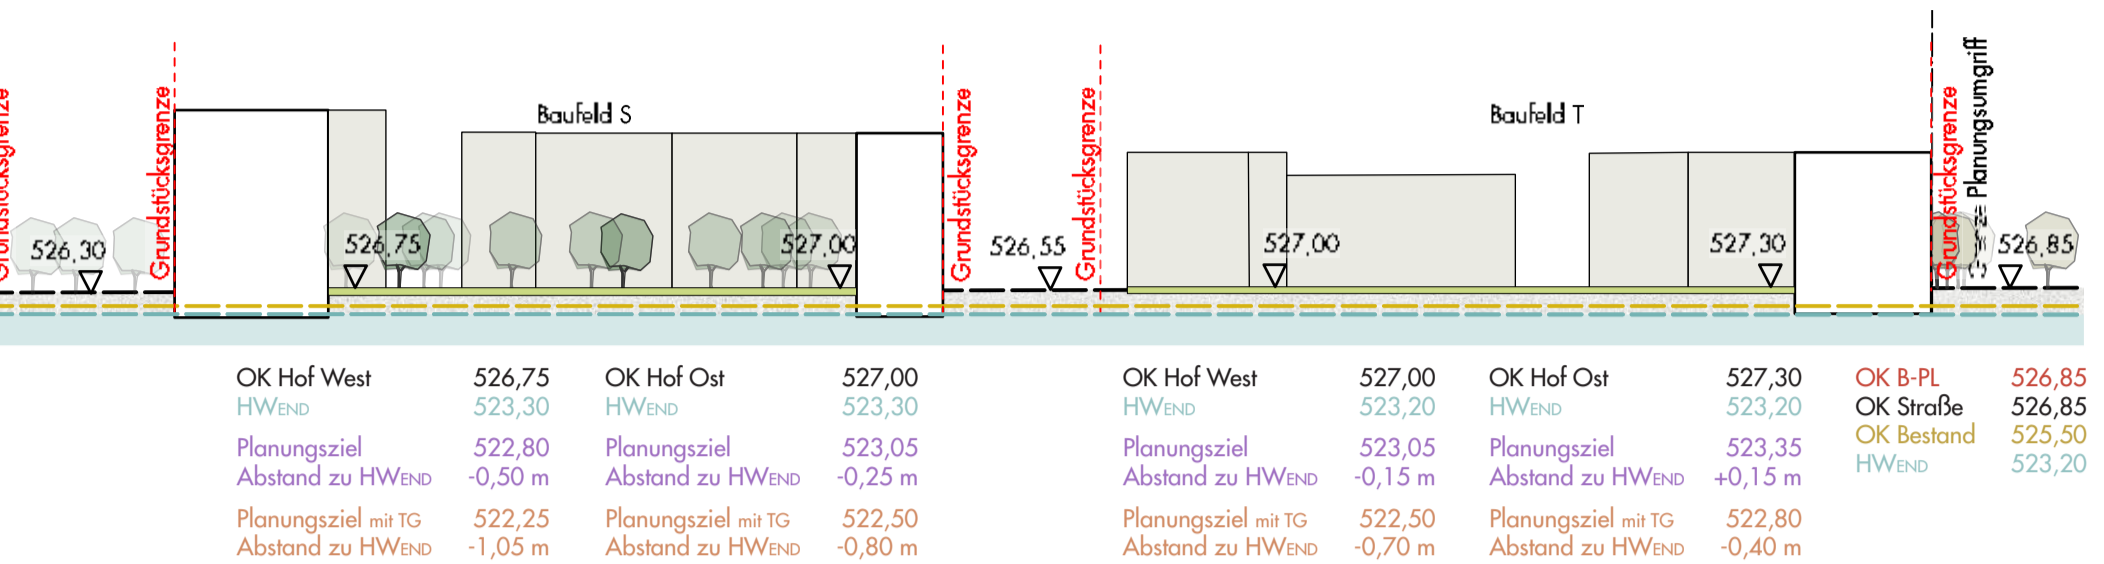 Baufeld S
Baufeld T
Grundstücksgrenze
Grundstücksgrenze
Grundstücksgrenze
Grundstücksgrenze
Grundstücksgrenze
Planungsumgriff
526,30
526,75
527,00
526,55
527,00
527,30
526,85
OK Hof West 526,75
HWEND 523,30
Planungsziel 522,80
Abstand zu HWEND -0,50 m
Planungsziel mit TG 522,25
Abstand zu HWEND -1,05 m
OK Hof Ost 527,00
HWEND 523,30
Planungsziel 523,05
Abstand zu HWEND -0,25 m
Planungsziel mit TG 522,50
Abstand zu HWEND -0,80 m
OK Hof West 527,00
HWEND 523,20
Planungsziel 523,05
Abstand zu HWEND -0,15 m
Planungsziel mit TG 522,50
Abstand zu HWEND -0,70 m
OK Hof Ost 527,30
HWEND 523,20
Planungsziel 523,35
Abstand zu HWEND +0,15 m
Planungsziel mit TG 522,80
Abstand zu HWEND -0,40 m
OK B-PL 526,85
OK Straße 526,85
OK Bestand 525,50
HWEND 523,20